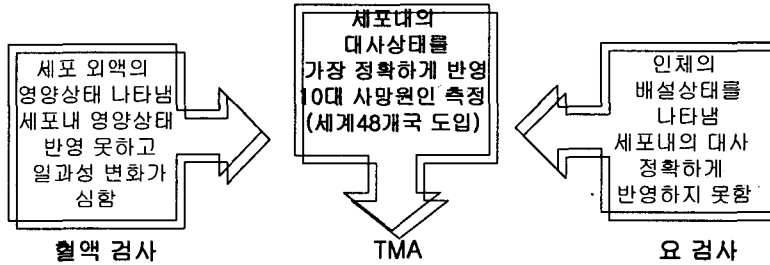 세포 외액의
영양상태 나타냄
세포내 영양상태
반영 못하고
일과성 변화가
심함
혈액 검사
세포내의
대사상태를
가장 정확하게 반영
10대 사망원인 측정
(세계48개국 도입)
TMA
인체의
배설상태를
나타냄
세포내의 대사
정확하게
반영하지 못함
요 검사